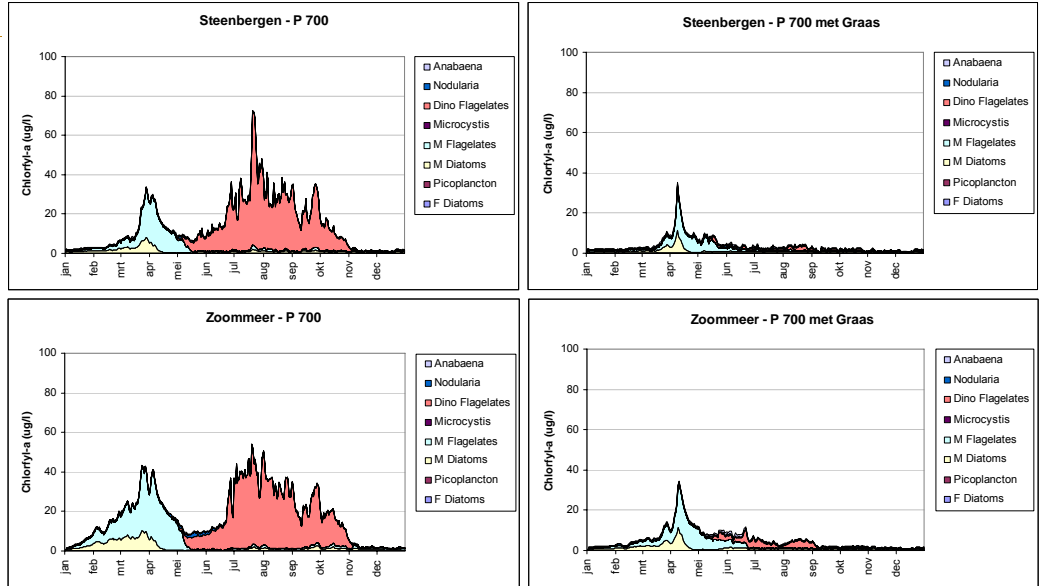 Steenbergen - P 700
Chlorfyl-a (ug/l)
100
80
60
40
20
0
jan feb mrt apr mei jun jul aug sep okt nov dec
Anabaena
Nodularia
Dino Flagelates
Microcystis
M Flagelates
M Diatoms
Picoplancton
F Diatoms
Steenbergen - P 700 met Graas
Chlorfyl-a (ug/l)
100
80
60
40
20
0
jan feb mrt apr mei jun jul aug sep okt nov dec
Anabaena
Nodularia
Dino Flagelates
Microcystis
M Flagelates
M Diatoms
Picoplancton
F Diatoms
Zoommeer - P 700
Chlorfyl-a (ug/l)
100
80
60
40
20
0
jan feb mrt apr mei jun jul aug sep okt nov dec
Anabaena
Nodularia
Dino Flagelates
Microcystis
M Flagelates
M Diatoms
Picoplancton
F Diatoms
Zoommeer - P 700 met Graas
Chlorfyl-a (ug/l)
100
80
60
40
20
0
jan feb mrt apr mei jun jul aug sep okt nov dec
Anabaena
Nodularia
Dino Flagelates
Microcystis
M Flagelates
M Diatoms
Picoplancton
F Diatoms